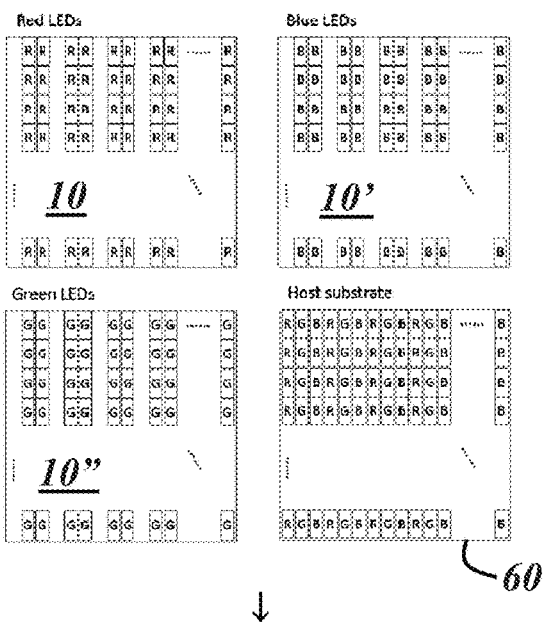 Red LEDs
Blue LEDs
R R R R R R R R R
R R R R R R R R R
R R R R R R R R R
R R R R R R R R R
10
R R R R R R R R R
B B B B B B B B B
B B B B B B B B B
B B B B B B B B B
B B B B B B B B B
10’
B B B B B B B B B
Green LEDs
Host substrate
G G G G G G G G G
G G G G G G G G G
G G G G G G G G G
G G G G G G G G G
10”
G G G G G G G G G
R G B R G B R G B R G B B
R G B R G B R G B R G B B
R G B R G B R G B R G B B
R G B R G B R G B R G B B
R G B R G B R G B R G B B
60